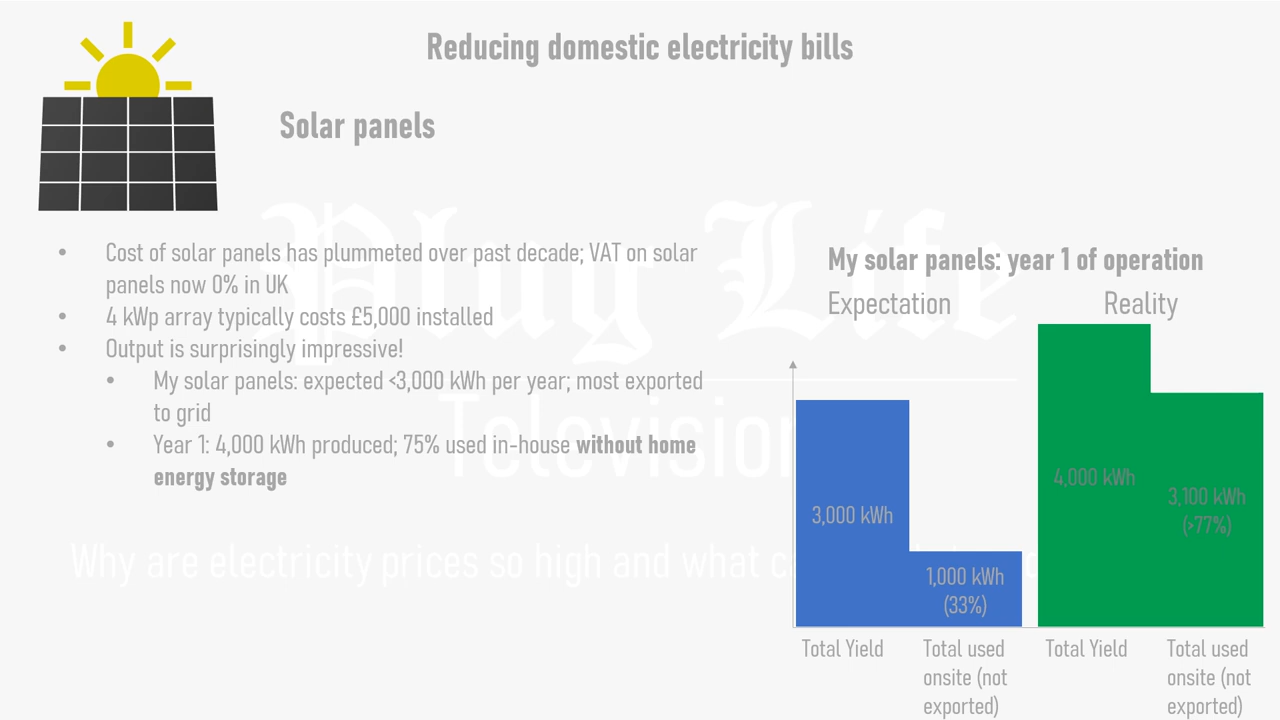 Reducing domestic electricity bills
Solar panels
Plug Life
Television
• Cost of solar panels has plummeted over past decade; VAT on solar
panels now 0% in UK
• 4 kWp array typically costs £5,000 installed
• Output is surprisingly impressive!
• My solar panels: expected <3,000 kWh per year; most exported
to grid
• Year 1: 4,000 kWh produced; 75% used in-house without home
energy storage
Why are electricity prices so high and what
My solar panels: year 1 of operation
Expectation Reality
3,000 kWh
1,000 kWh
(33%)
4,000 kWh
3,100 kWh
(>77%)
Total Yield
Total used
onsite (not
exported)
Total Yield
Total used
onsite (not
exported)